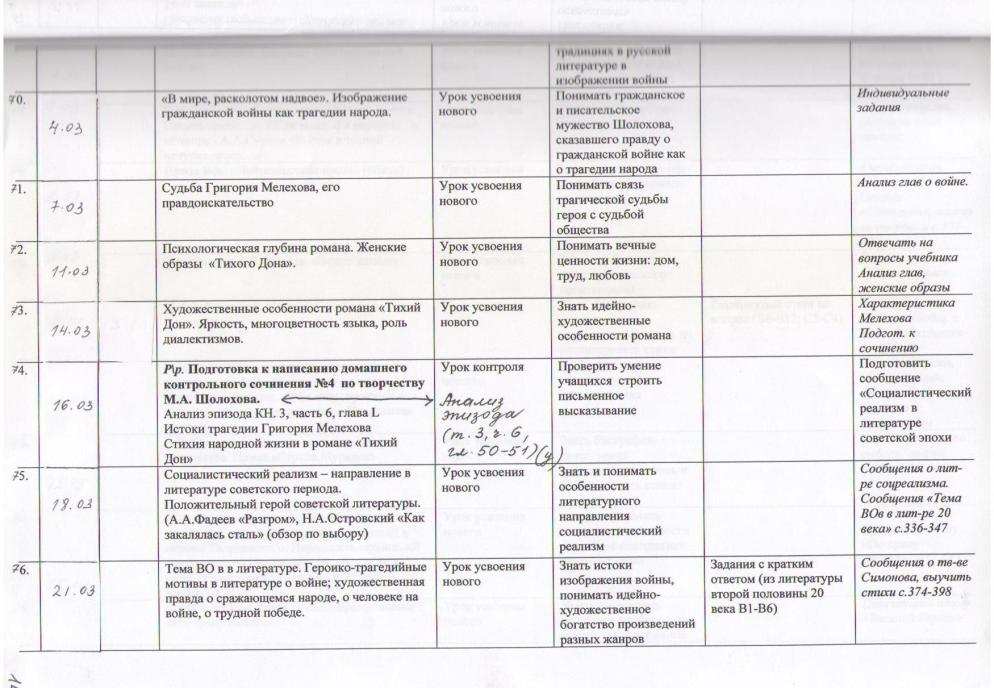 традициях в русской
литературе в
изображении войны
70.
4.03
«В мире, расколотом надвое». Изображение
гражданской войны как трагедии народа.
Урок усвоения
нового
Понимать гражданское
и писательское
мужество Шолохова,
сказавшего правду о
гражданской войне как
о трагедии народа
Индивидуальные
задания
71.
7.03
Судьба Григория Мелехова, его
правдоискательство
Урок усвоения
нового
Понимать связь
трагической судьбы
героя с судьбой
общества
Анализ глав о войне.
72.
11.03
Психологическая глубина романа. Женские
образы «Тихого Дона».
Урок усвоения
нового
Понимать вечные
ценности жизни: дом,
труд, любовь
Отвечать на
вопросы учебника
Анализ глав,
женские образы
73.
14.03
Художественные особенности романа «Тихий
Дон». Яркость, многоцветность языка, роль
диалектизмов.
Урок усвоения
нового
Знать идейно-
художественные
особенности романа
Характеристика
Мелехова
Подгот. к
сочинению
74.
16.03
Р\р. Подготовка к написанию домашнего
контрольного сочинения №4 по творчеству
М.А. Шолохова.
Анализ эпизода КН. 3, часть 6, глава L
Истоки трагедии Григория Мелехова
Стихия народной жизни в романе «Тихий
Дон»
Урок контроля
Анализ
эпизода
(т. 3, ч. 6,
гл. 50-51)(у)
Проверить умение
учащихся строить
письменное
высказывание
Подготовить
сообщение
«Социалистический
реализм в
литературе
советской эпохи
75.
18.03
Социалистический реализм – направление в
литературе советского периода.
Положительный герой советской литературы.
(А.А.Фадеев «Разгром», Н.А.Островский «Как
закалялась сталь» (обзор по выбору)
Урок усвоения
нового
Знать и понимать
особенности
литературного
направления
социалистический
реализм
Сообщения о лит-
ре соцреализма.
Сообщения «Тема
ВОв в лит-ре 20
века» с.336-347
76.
21.03
Тема ВО в в литературе. Героико-трагедийные
мотивы в литературе о войне; художественная
правда о сражающемся народе, о человеке на
войне, о трудной победе.
Урок усвоения
нового
Знать истоки
изображения войны,
понимать идейно-
художественное
богатство произведений
разных жанров
Задания с кратким
ответом (из литературы
второй половины 20
века В1-В6)
Сообщения о тв-ве
Симонова, выучить
стихи с.374-398